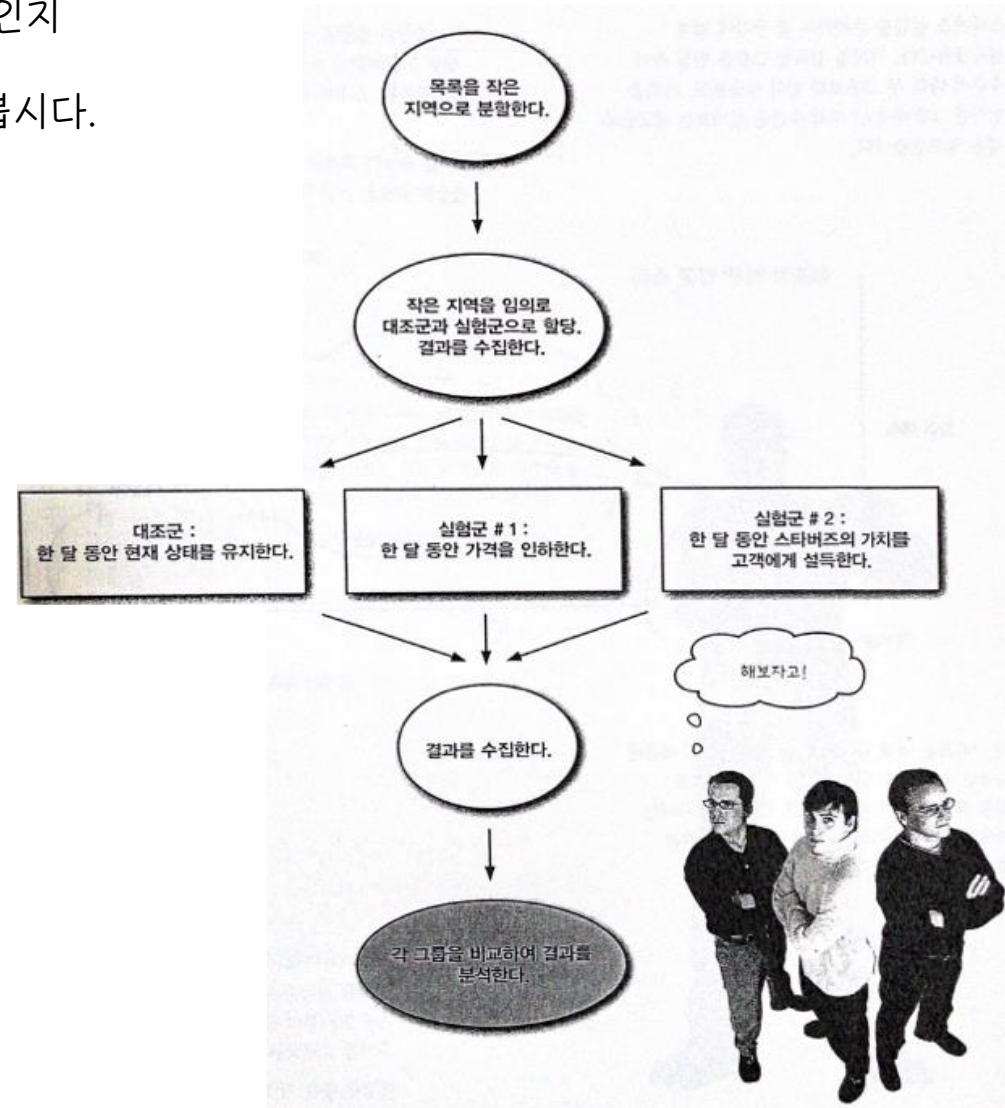 인지
봅시다.
목록을 작은
지역으로 분할한다.
작은 지역을 임의로
대조군과 실험군으로 할당.
결과를 수집한다.
대조군 :
한 달 동안 현재 상태를 유지한다.
실험군 # 1 :
한 달 동안 가격을 인하한다.
실험군 # 2 :
한 달 동안 스타버즈의 가치를
고객에게 설득한다.
해보자고!
결과를 수집한다.
각 그룹을 비교하여 결과를
분석한다.